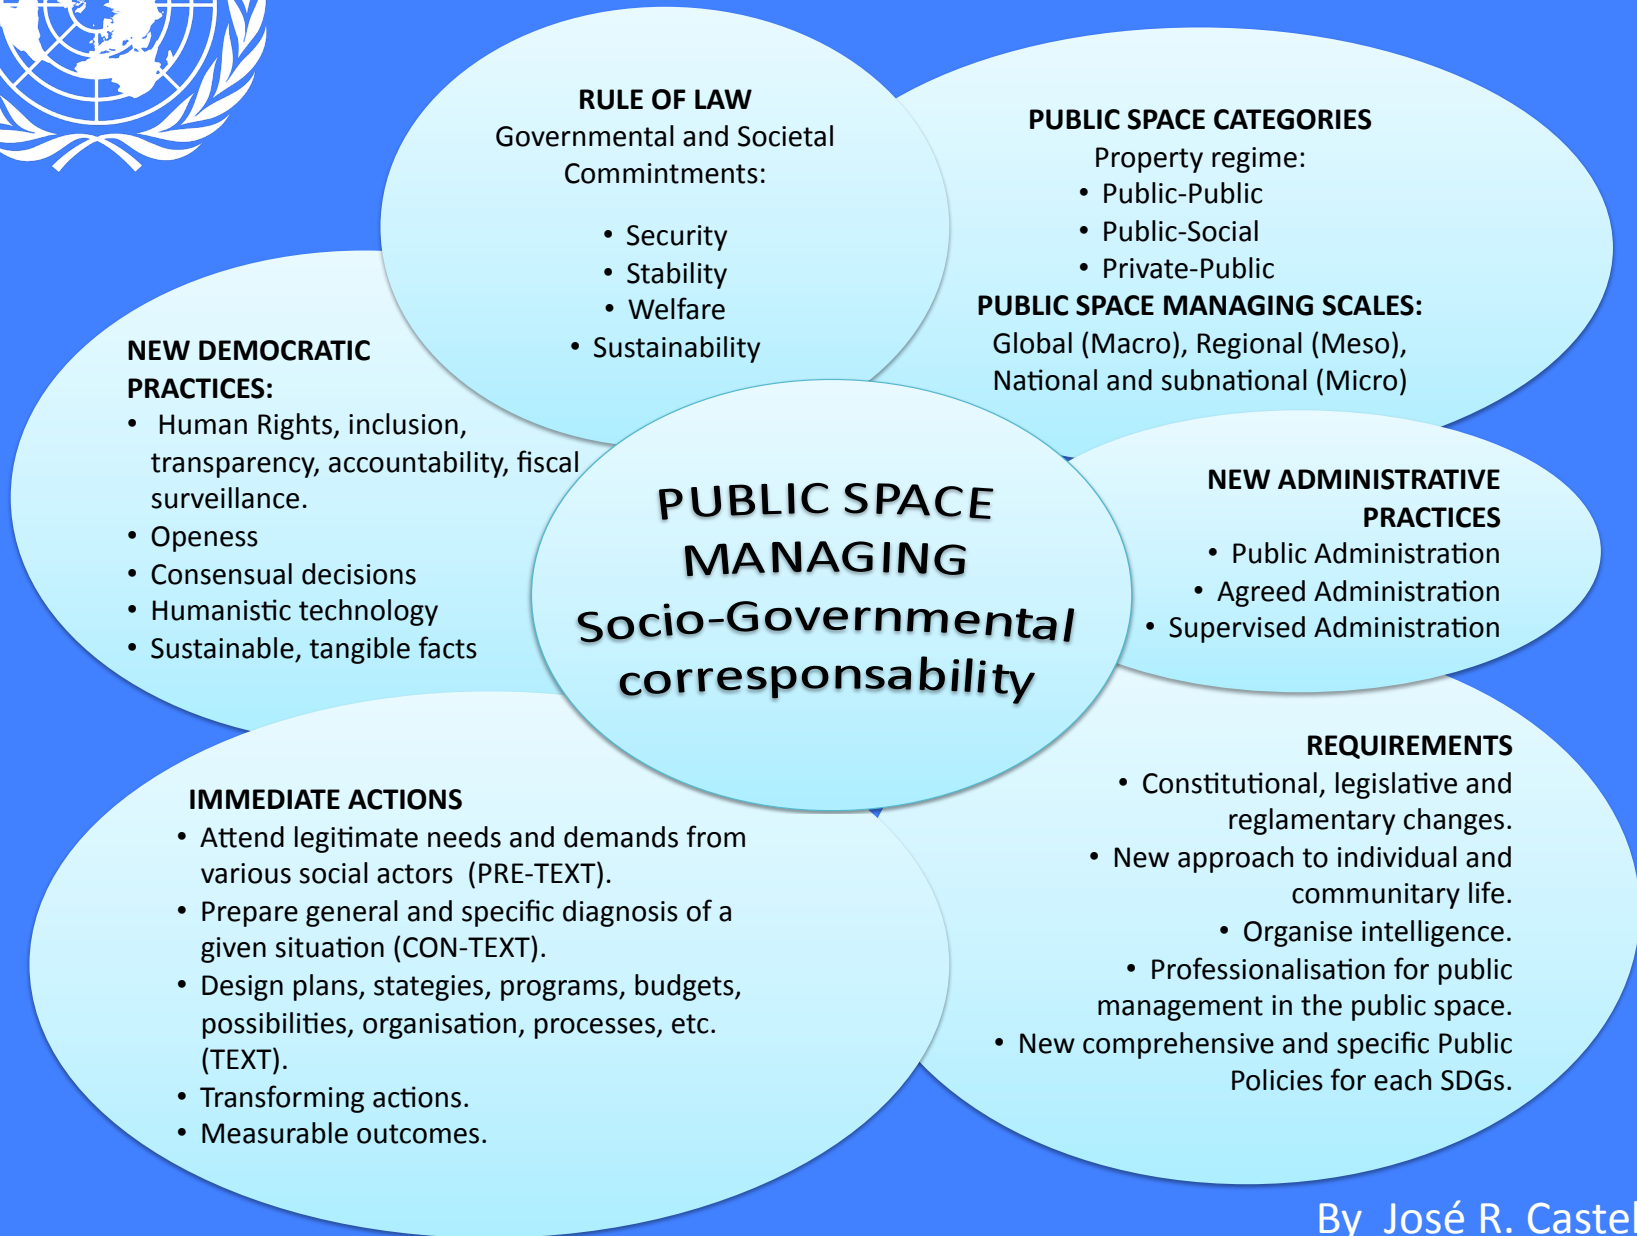 RULE OF LAW
Governmental and Societal
Commintments:
• Security
• Stability
• Welfare
• Sustainability
PUBLIC SPACE CATEGORIES
Property regime:
• Public-Public
• Public-Social
• Private-Public
PUBLIC SPACE MANAGING SCALES:
Global (Macro), Regional (Meso),
National and subnational (Micro)
NEW DEMOCRATIC
PRACTICES:
• Human Rights, inclusion,
transparency, accountability, fiscal
surveillance.
• Openess
• Consensual decisions
• Humanistic technology
• Sustainable, tangible facts
PUBLIC SPACE
MANAGING
Socio-Governmental
corresponsability
NEW ADMINISTRATIVE
PRACTICES
• Public Administration
• Agreed Administration
• Supervised Administration
IMMEDIATE ACTIONS
• Attend legitimate needs and demands from
various social actors (PRE-TEXT).
• Prepare general and specific diagnosis of a
given situation (CON-TEXT).
• Design plans, stategies, programs, budgets,
possibilities, organisation, processes, etc.
(TEXT).
• Transforming actions.
• Measurable outcomes.
REQUIREMENTS
• Constitutional, legislative and
reglamentary changes.
• New approach to individual and
communitary life.
• Organise intelligence.
• Professionalisation for public
management in the public space.
• New comprehensive and specific Public
Policies for each SDGs.
By José R. Castel